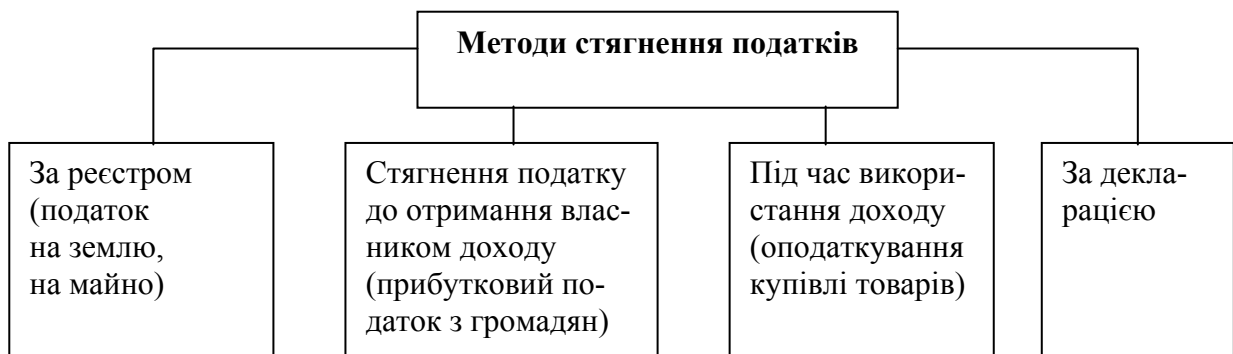 Методи стягнення податків
За реєстром
(податок
на землю,
на майно)
Стягнення податку
до отримання влас-
ником доходу
(прибутковий по-
даток з громадян)
Під час викори-
стання доходу
(оподаткування
купівлі товарів)
За декла-
рацією